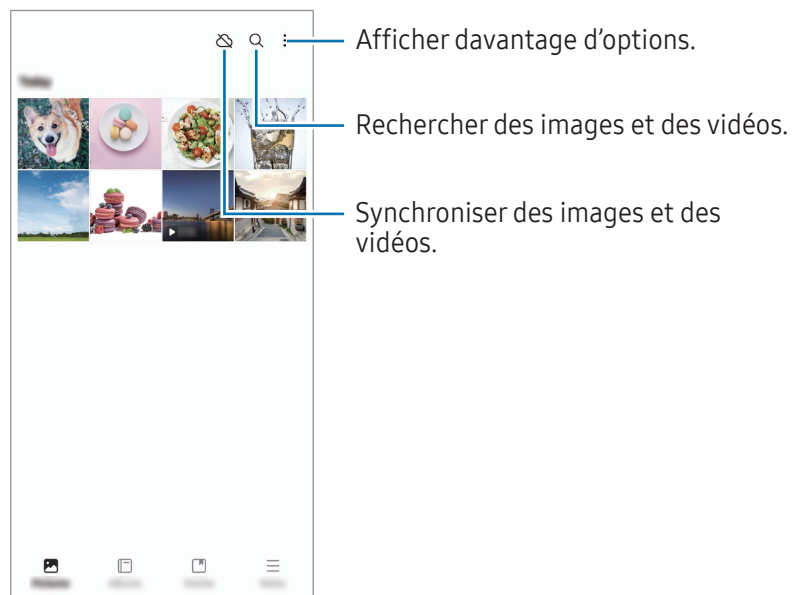 Afficher davantage d’options.
Rechercher des images et des vidéos.
Synchroniser des images et des
vidéos.